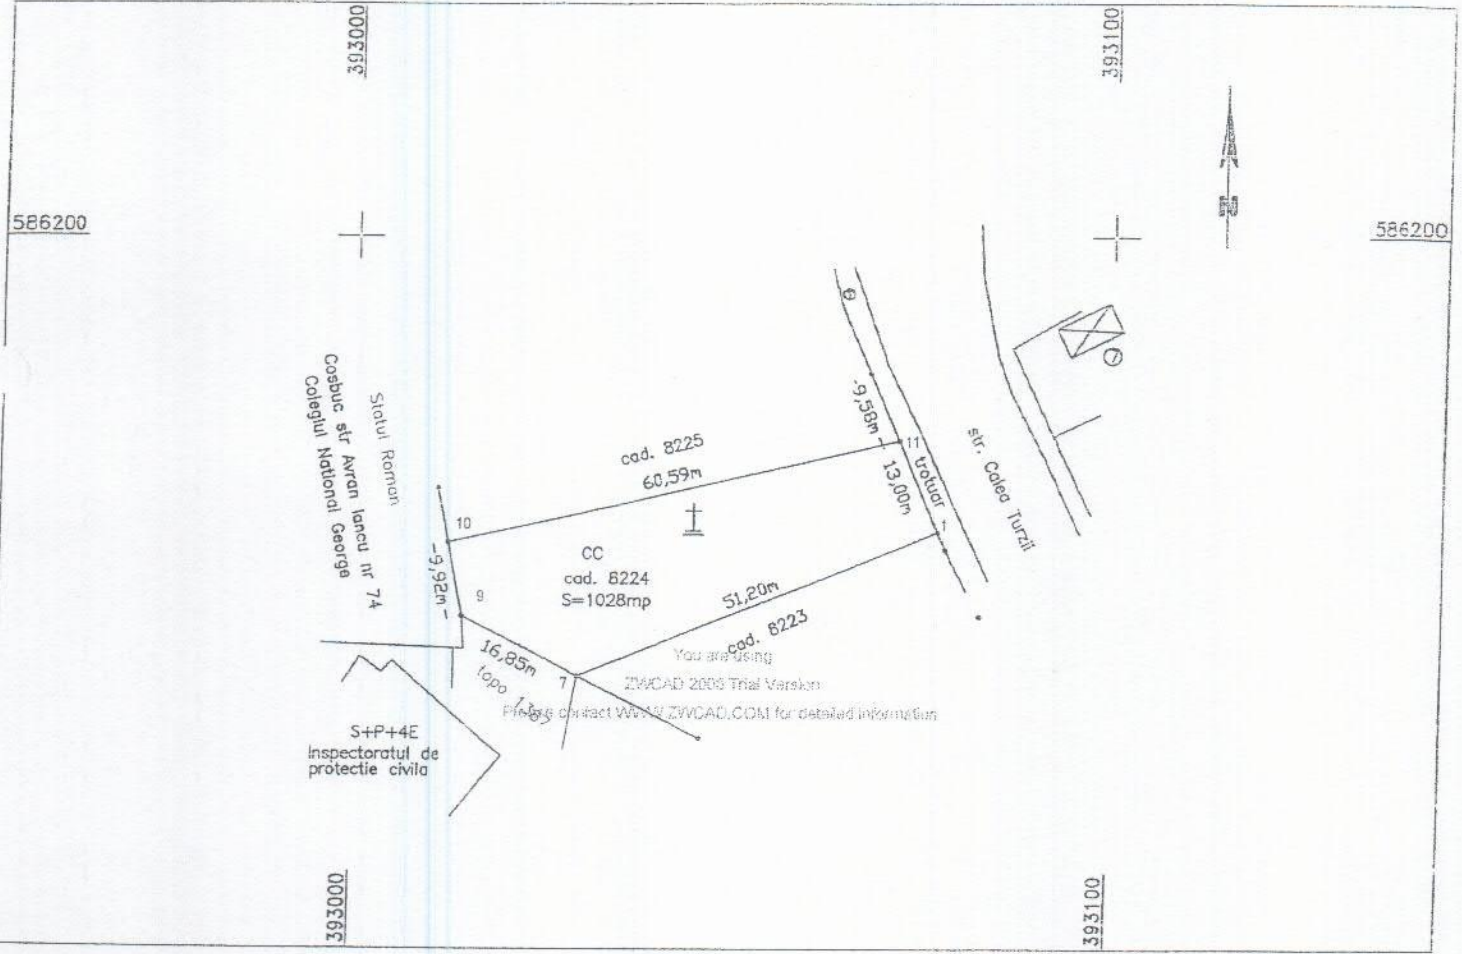 393000
393100
586200
586200
Statul Roman
Cosbuc str Avran Iancu nr 74
Colegiul National George
-9,58m
11
trotuar
13,00m
1
str. Calea Turzii
cad. 8225
60,59m
10
-9,92m-
9
CC
cad. 8224
S=1028mp
51,20m
cad. 8223
16,85m
topo
7
You are using
ZWCAD 2006 Trial Version
Please contact WWW.ZWCAD.COM for detailed information
S+P+4E
Inspectoratul de
protectie civila
393000
393100